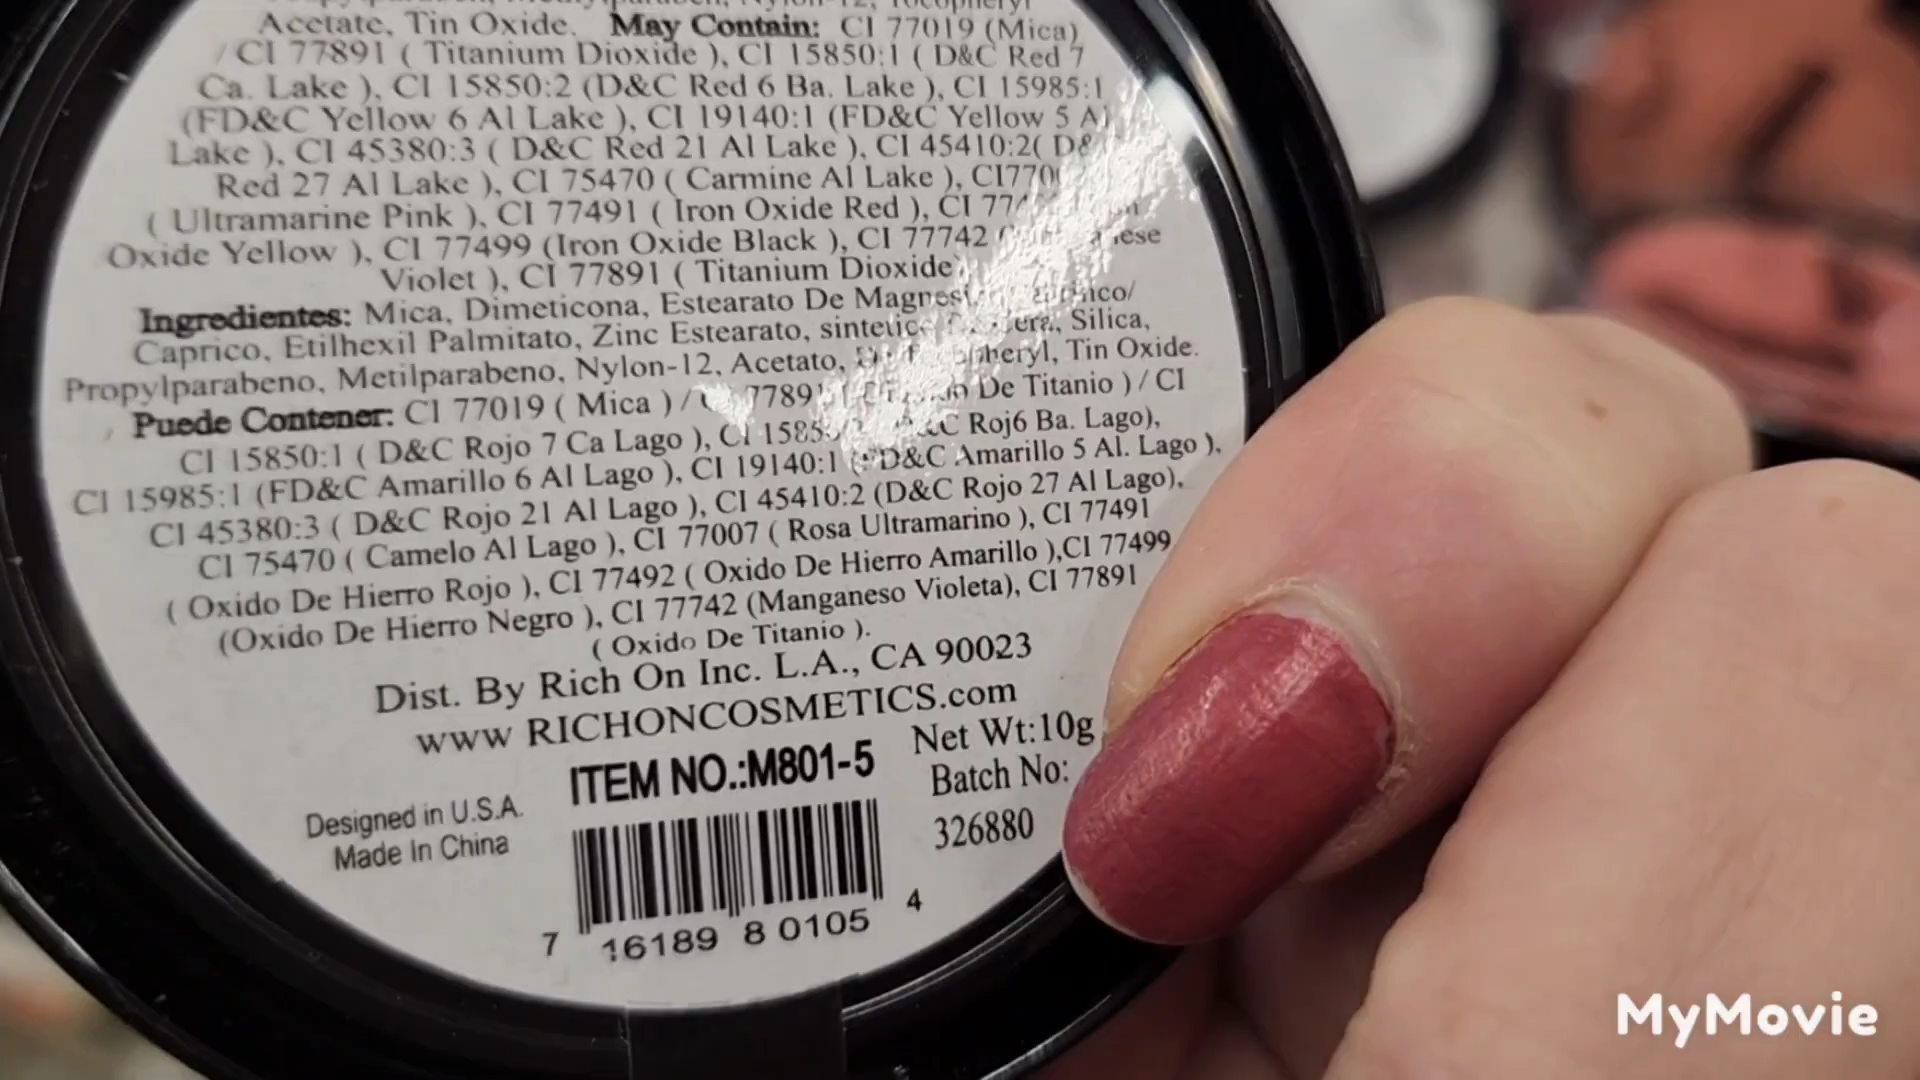 Acetate, Tin Oxide. May Contain: CI 77019 (Mica)
/ CI 77891 ( Titanium Dioxide ), CI 15850:1 ( D&C Red 7
Ca. Lake ), CI 15850:2 (D&C Red 6 Ba. Lake ), CI 15985:1
(FD&C Yellow 6 Al Lake ), CI 19140:1 (FD&C Yellow 5 Al
Lake ), CI 45380:3 ( D&C Red 21 Al Lake ), CI 45410:2( D&
Red 27 Al Lake ), CI 75470 ( Carmine Al Lake ),
( Ultramarine Pink ), CI 77491 ( Iron Oxide Red ), CI
Oxide Yellow ), CI 77499 (Iron Oxide Black ), CI 77742
Violet ), CI 77891 ( Titanium Dioxide
Ingredientes: Mica, Dimeticona, Estearato De
Caprico, Etilhexil Palmitato, Zinc Estearato, Silica,
Propylparabeno, Metilparabeno, Nylon-12, Acetato, Tin Oxide.
Puede Contener: CI 77019 ( Mica ) / De Titanio ) / CI
CI 15850:1 ( D&C Rojo 7 Ca Lago ), CI Roj6 Ba. Lago),
CI 15985:1 (FD&C Amarillo 6 Al Lago ), CI 19140:1 (FD&C Amarillo 5 Al. Lago ),
CI 45380:3 ( D&C Rojo 21 Al Lago ), CI 45410:2 (D&C Rojo 27 Al Lago),
CI 75470 ( Camelo Al Lago ), CI 77007 ( Rosa Ultramarino ), CI 77491
( Oxido De Hierro Rojo ), CI 77492 ( Oxido De Hierro Amarillo ),CI 77499
(Oxido De Hierro Negro ), CI 77742 (Manganeso Violeta), CI 77891
( Oxido De Titanio ).
Dist. By Rich On Inc. L.A., CA 90023
www RICHONCOSMETICS.com
ITEM NO.:M801-5
Net Wt:10g
Batch No:
326880
Designed in U.S.A.
Made In China
7 16189 80105 4
MyMovie